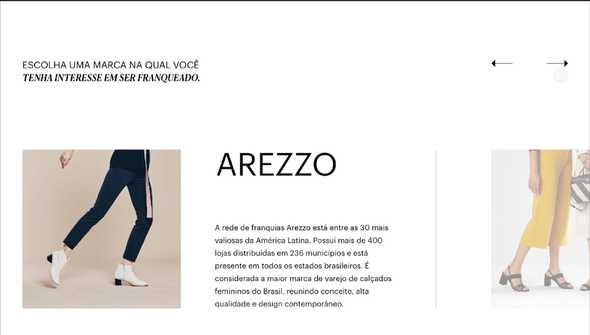 ESCOLHA UMA MARCA NA QUAL VOCÊ
TENHA INTERESSE EM SER FRANQUEADO.
AREZZO
A rede de franquias Arezzo está entre as 30 mais
valiosas da América Latina. Possui mais de 400
lojas distribuídas em 236 municípios e está
presente em todos os estados brasileiros. É
considerada a maior marca de varejo de calçados
femininos do Brasil, reunindo conceito, alta
qualidade e design contemporâneo.